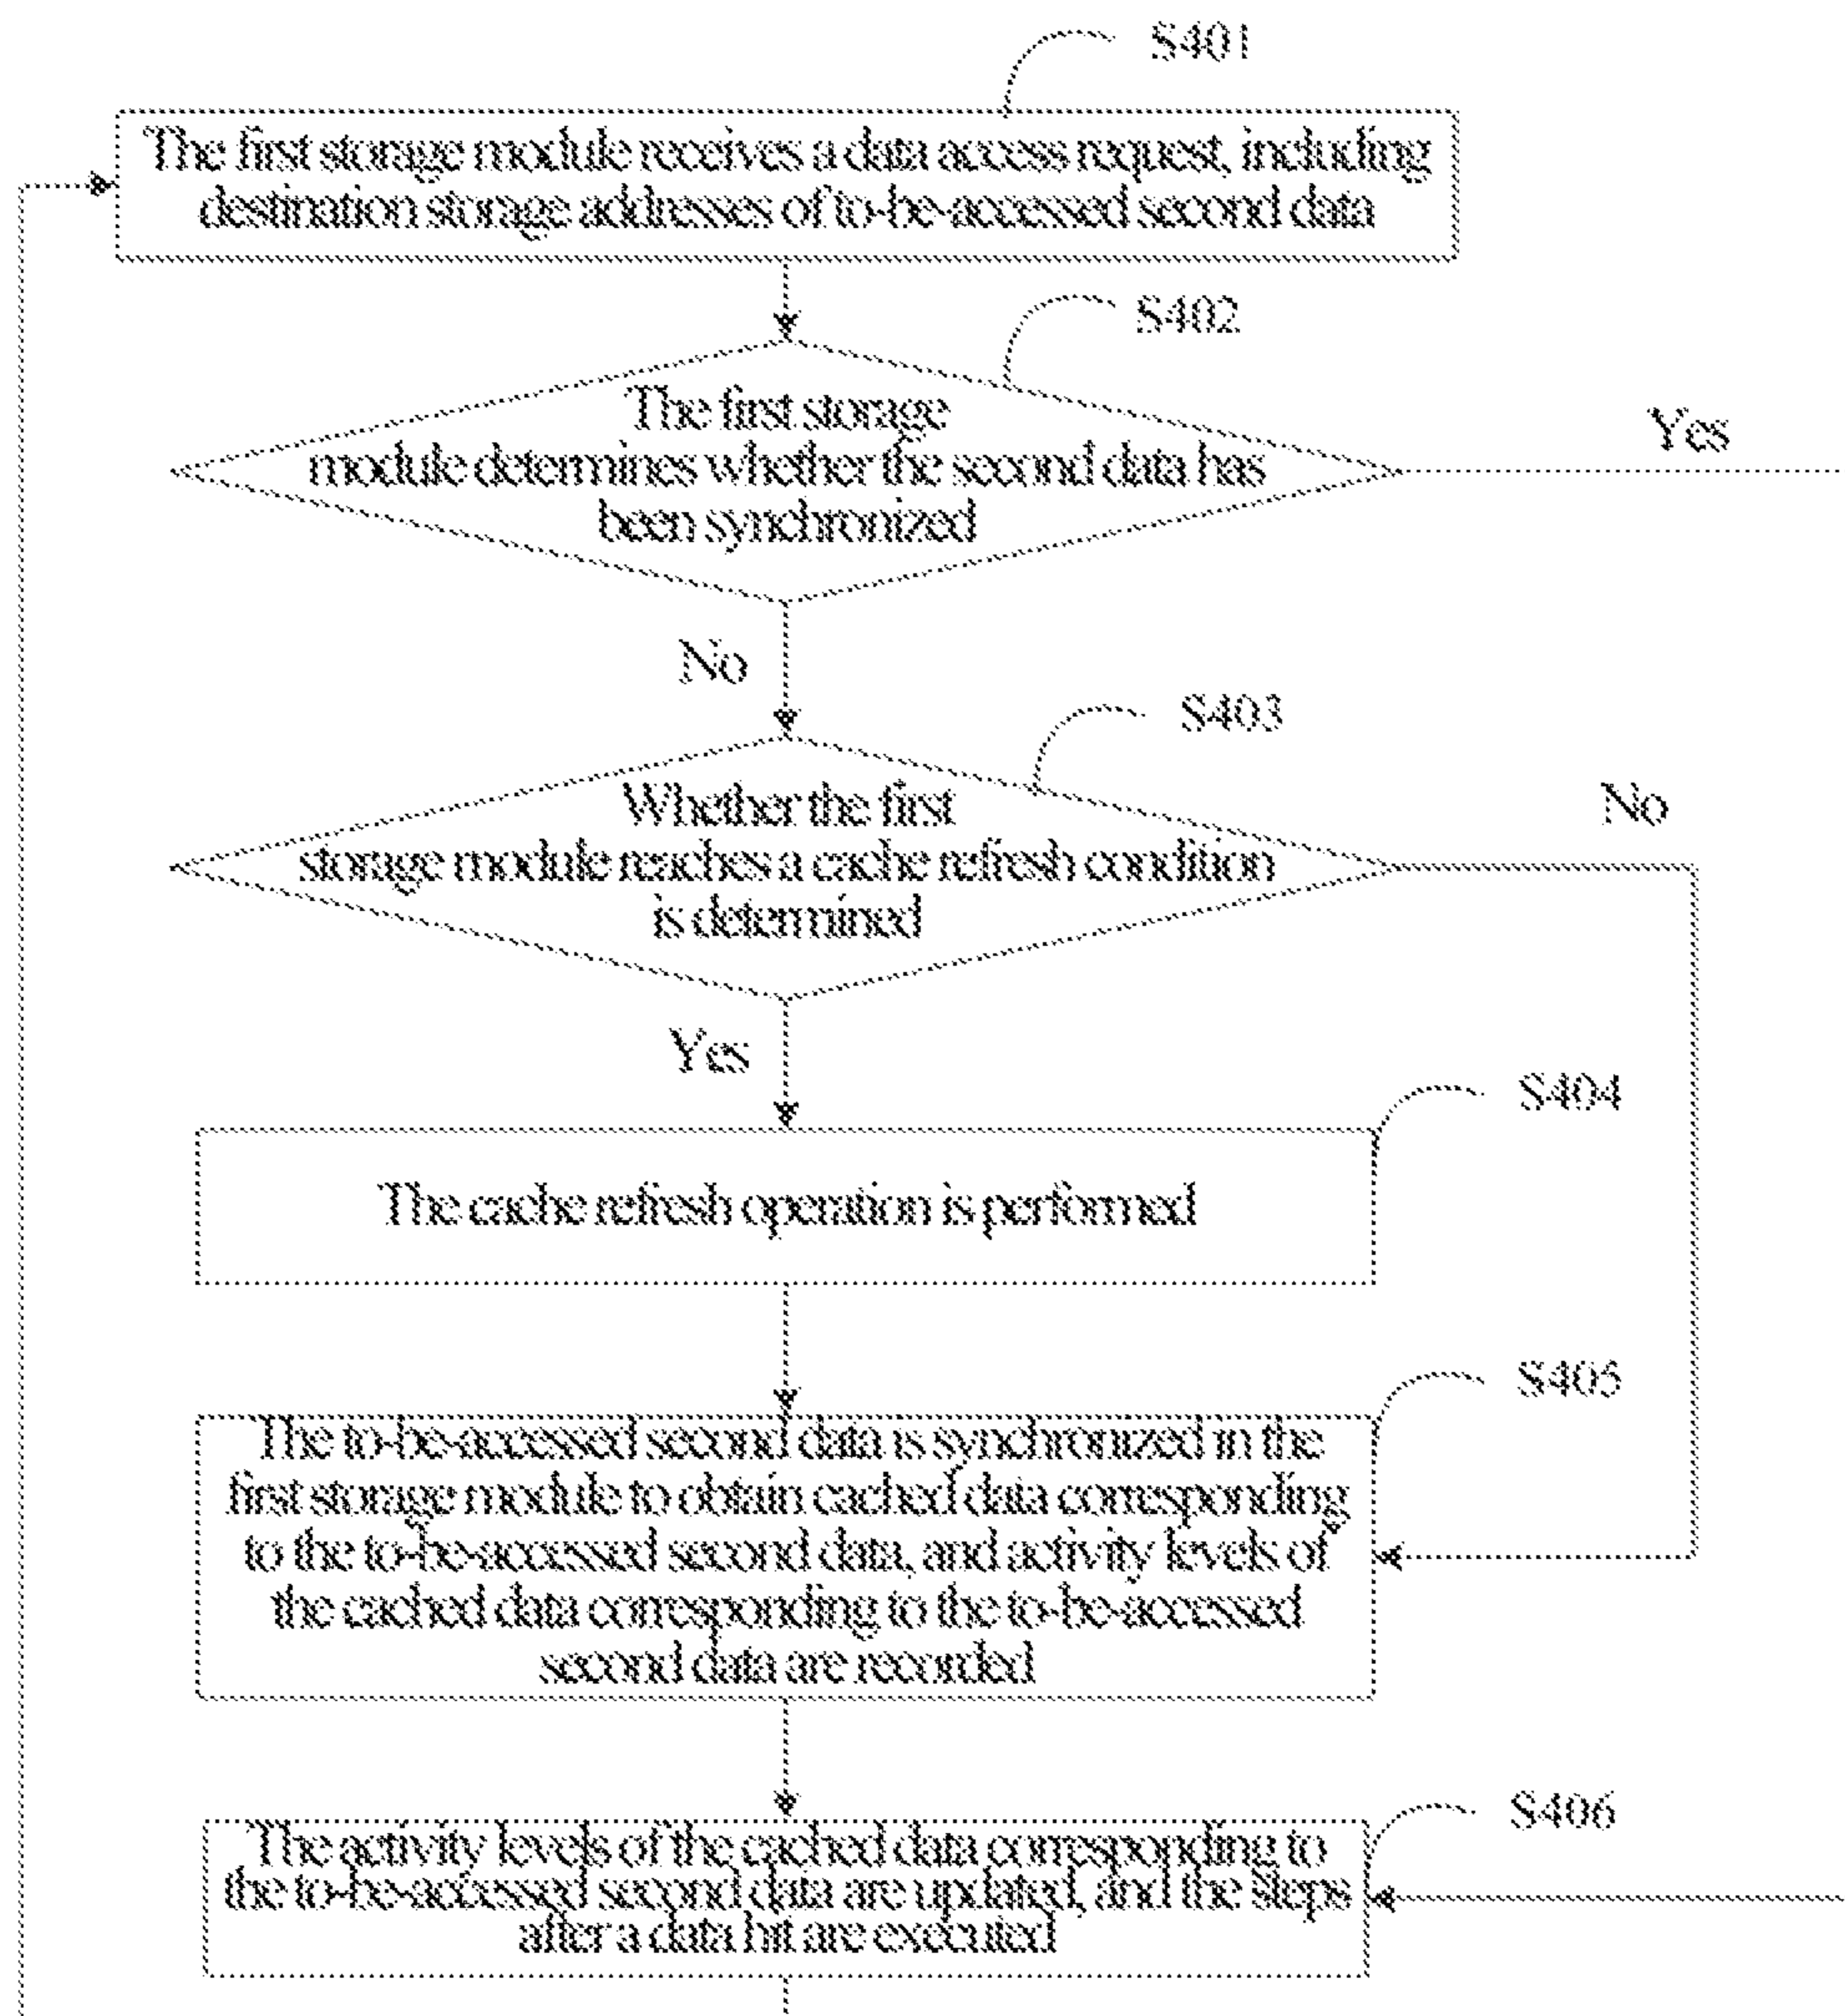 S401
The first storage module receives a data access request, including
destination storage addresses of to-be-accessed second data
S402
The first storage
module determines whether the second data has
been synchronized
Yes
No
S403
Whether the first
storage module reaches a cache refresh condition
is determined
No
Yes
S404
The cache refresh operation is performed
S405
The to-be-accessed second data is synchronized in the
first storage module to obtain cached data corresponding
to the to-be-accessed second data, and activity levels of
the cached data corresponding to the to-be-accessed
second data are recorded
S406
The activity levels of the cached data corresponding to
the to-be-accessed second data are updated, and the steps
after a data hit are executed